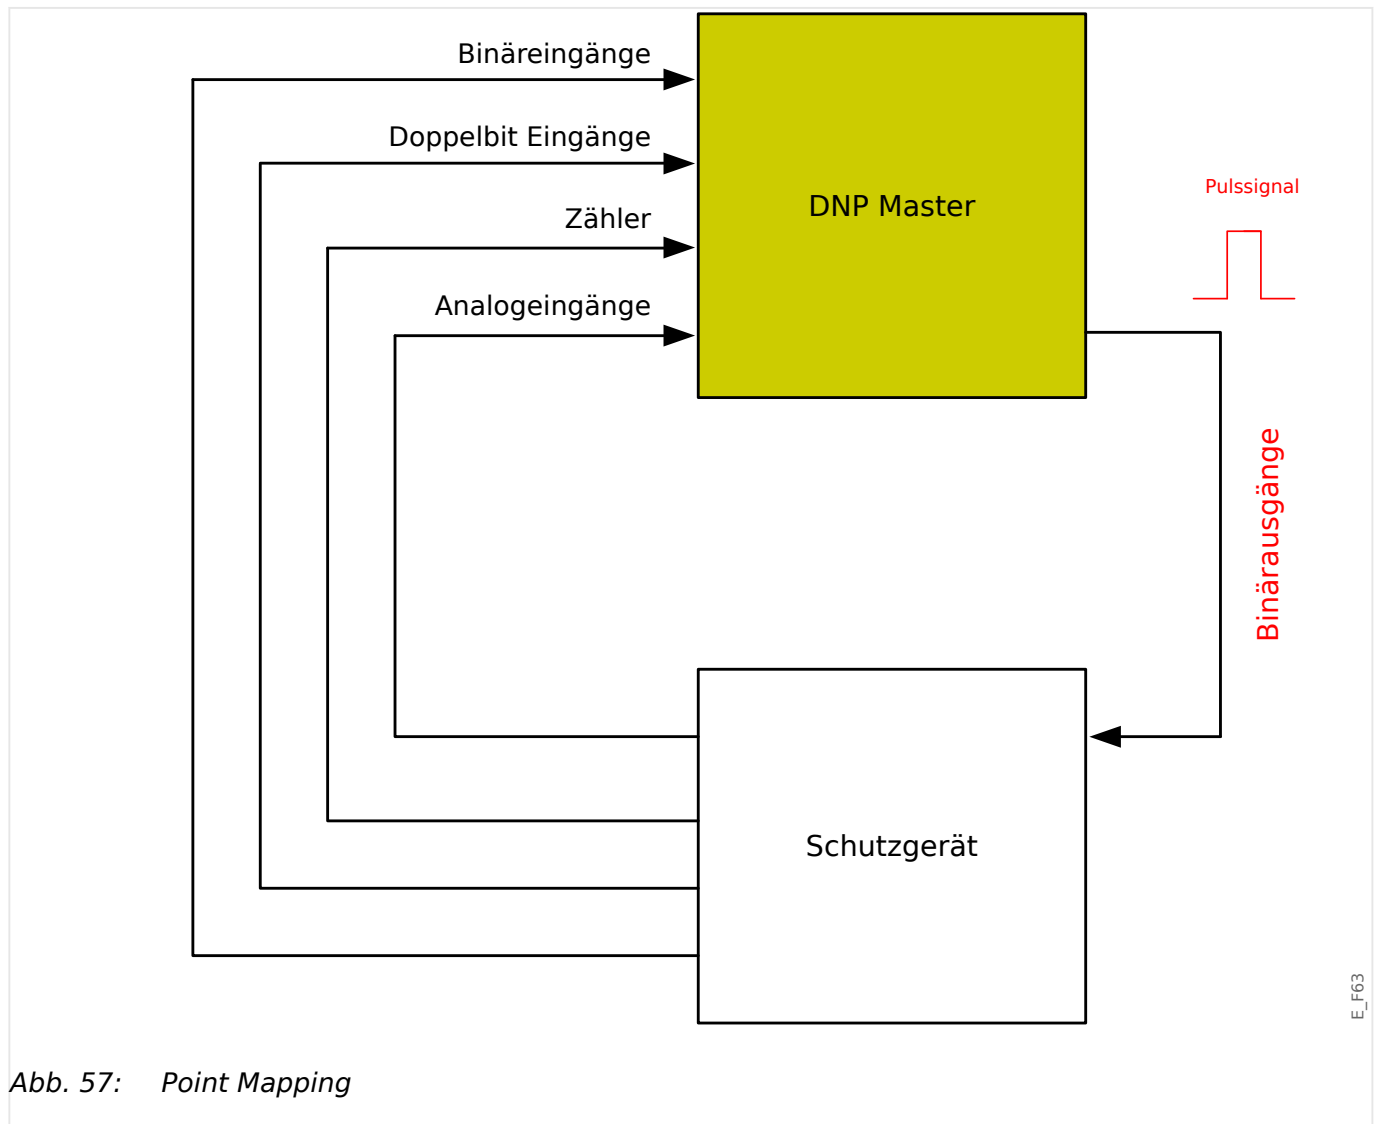 Binäreingänge
Doppelbit Eingänge
Zähler
Analogeingänge
DNP Master
Pulssignal
Binärausgänge
Schutzgerät
E_F63
Abb. 57: Point Mapping